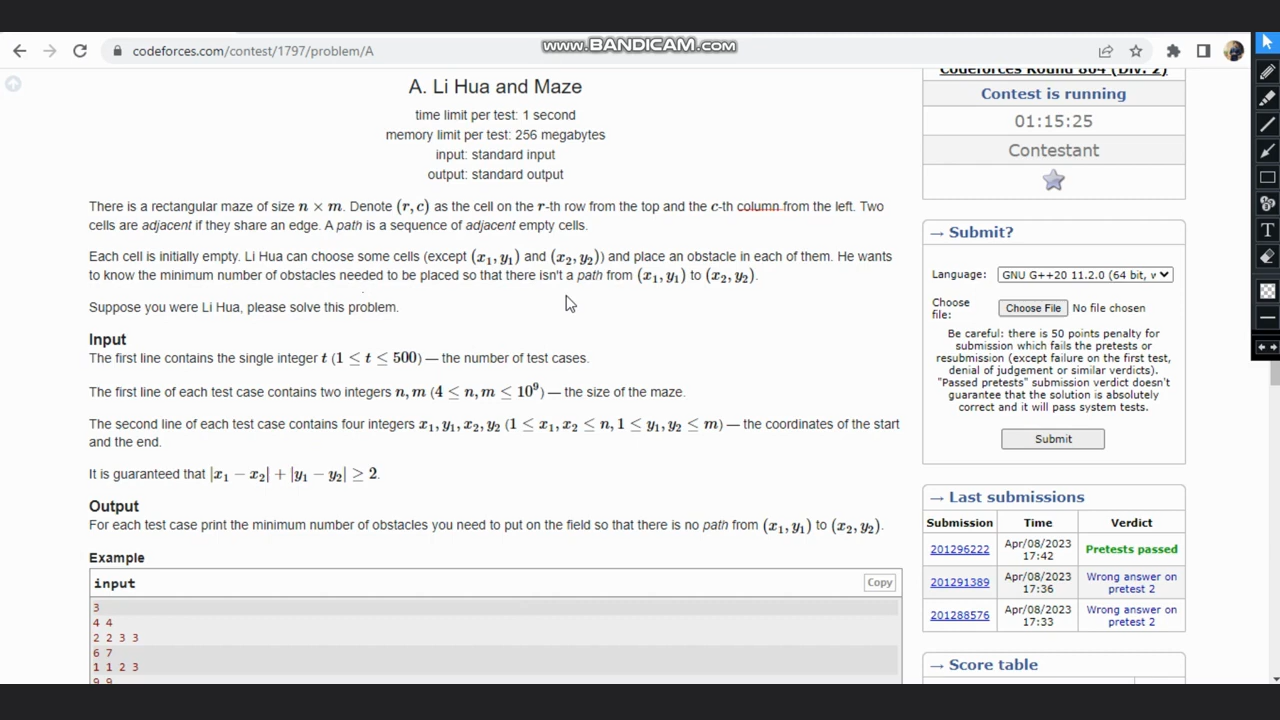 www.BANDICAM.com
codeforces.com/contest/1797/problem/A
A. Li Hua and Maze
time limit per test: 1 second
memory limit per test: 256 megabytes
input: standard input
output: standard output
There is a rectangular maze of size n × m. Denote (r, c) as the cell on the r-th row from the top and the c-th column from the left. Two
cells are adjacent if they share an edge. A path is a sequence of adjacent empty cells.
Each cell is initially empty. Li Hua can choose some cells (except (x₁, y₁) and (x₂, y₂)) and place an obstacle in each of them. He wants
to know the minimum number of obstacles needed to be placed so that there isn't a path from (x₁, y₁) to (x₂, y₂).
Suppose you were Li Hua, please solve this problem.
Input
The first line contains the single integer t (1 ≤ t ≤ 500) — the number of test cases.
The first line of each test case contains two integers n, m (4 ≤ n, m ≤ 10⁹) — the size of the maze.
The second line of each test case contains four integers x₁, y₁, x₂, y₂ (1 ≤ x₁, x₂ ≤ n, 1 ≤ y₁, y₂ ≤ m) — the coordinates of the start
and the end.
It is guaranteed that |x₁ − x₂| + |y₁ − y₂| ≥ 2.
Output
For each test case print the minimum number of obstacles you need to put on the field so that there is no path from (x₁, y₁) to (x₂, y₂).
Example
input
Copy
3
4 4
2 2 3 3
6 7
1 1 2 3
9 9
Codeforces Round 864 (Div. 2)
Contest is running
01:15:25
Contestant
→ Submit?
Language: GNU G++20 11.2.0 (64 bit, v
Choose
file: Choose File No file chosen
Be careful: there is 50 points penalty for
submission which fails the pretests or
resubmission (except failure on the first test,
denial of judgement or similar verdicts).
"Passed pretests" submission verdict doesn't
guarantee that the solution is absolutely
correct and it will pass system tests.
Submit
→ Last submissions
Submission Time Verdict
201296222 Apr/08/2023 17:42 Pretests passed
201291389 Apr/08/2023 17:36 Wrong answer on pretest 2
201288576 Apr/08/2023 17:33 Wrong answer on pretest 2
→ Score table
T